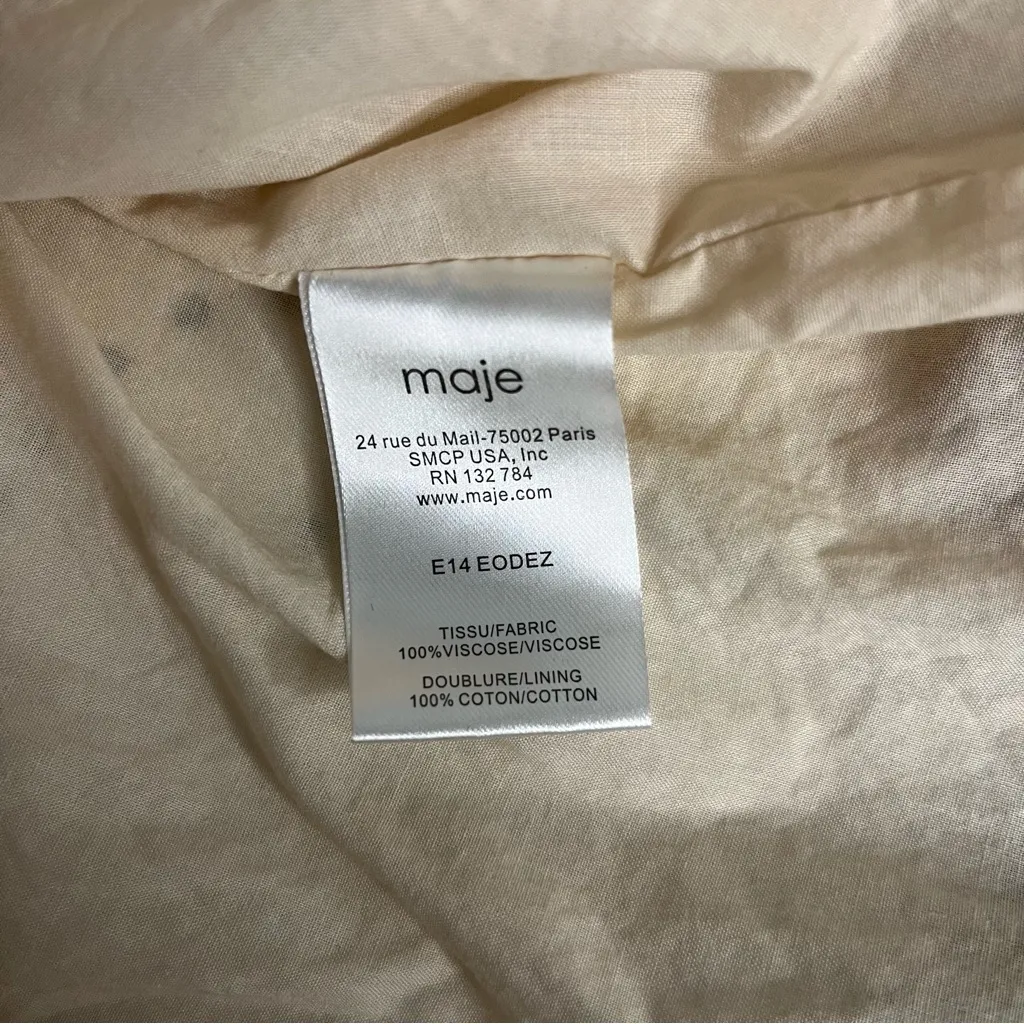 maje
24 rue du Mail-75002 Paris
SMCP USA, Inc
RN 132 784
www.maje.com
E14 EODEZ
TISSU/FABRIC
100%VISCOSE/VISCOSE
DOUBLURE/LINING
100% COTON/COTTON